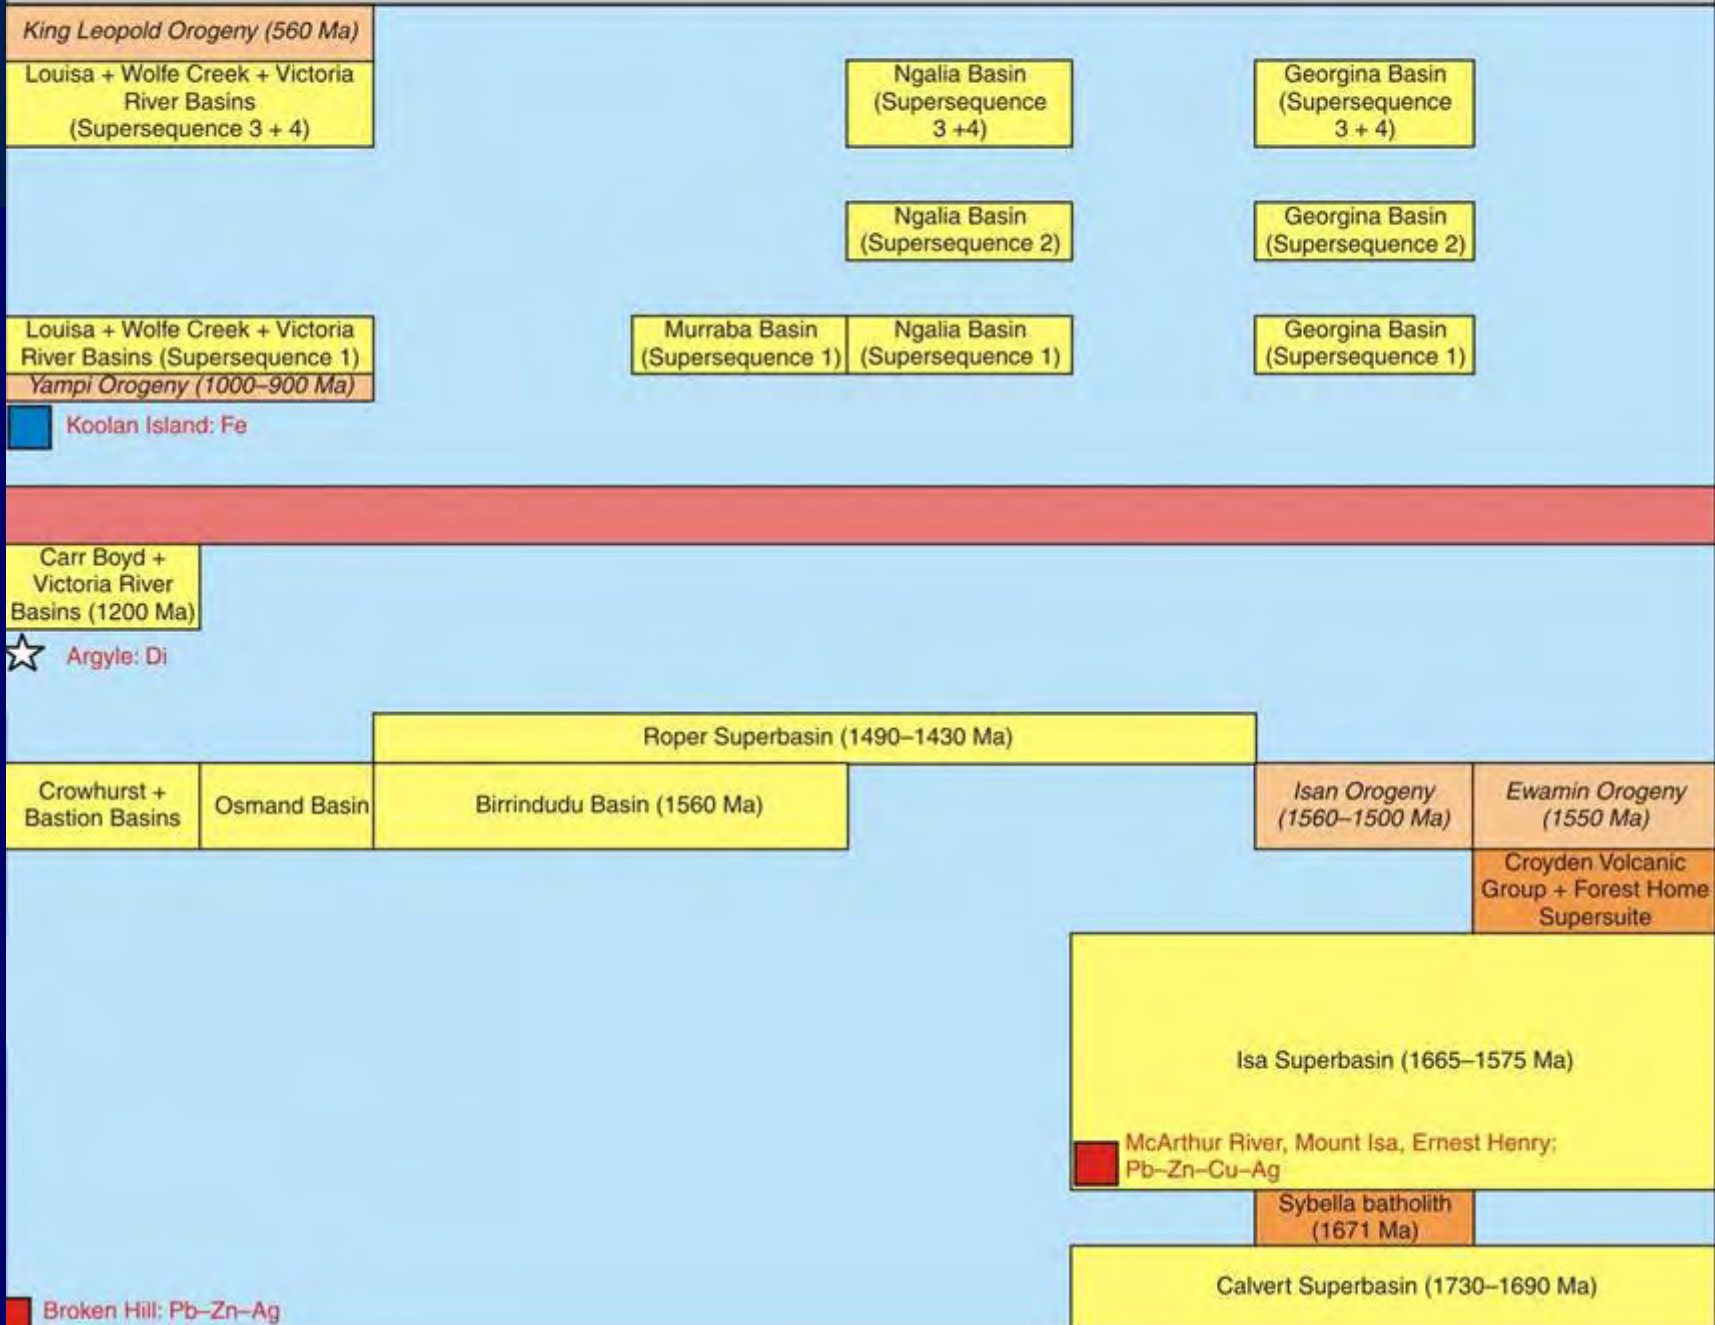 King Leopold Orogeny (560 Ma)
Louisa + Wolfe Creek + Victoria
River Basins
(Supersequence 3 + 4)
Ngalia Basin
(Supersequence
3 +4)
Georgina Basin
(Supersequence
3 + 4)
Ngalia Basin
(Supersequence 2)
Georgina Basin
(Supersequence 2)
Louisa + Wolfe Creek + Victoria
River Basins (Supersequence 1)
Murraba Basin
(Supersequence 1)
Ngalia Basin
(Supersequence 1)
Georgina Basin
(Supersequence 1)
Yampi Orogeny (1000–900 Ma)
Koolan Island: Fe
Carr Boyd +
Victoria River
Basins (1200 Ma)
Argyle: Di
Roper Superbasin (1490–1430 Ma)
Crowhurst +
Bastion Basins
Osmand Basin
Birrindudu Basin (1560 Ma)
Isan Orogeny
(1560–1500 Ma)
Ewamin Orogeny
(1550 Ma)
Croyden Volcanic
Group + Forest Home
Supersuite
Isa Superbasin (1665–1575 Ma)
McArthur River, Mount Isa, Ernest Henry:
Pb–Zn–Cu–Ag
Sybella batholith
(1671 Ma)
Calvert Superbasin (1730–1690 Ma)
Broken Hill: Pb–Zn–Ag